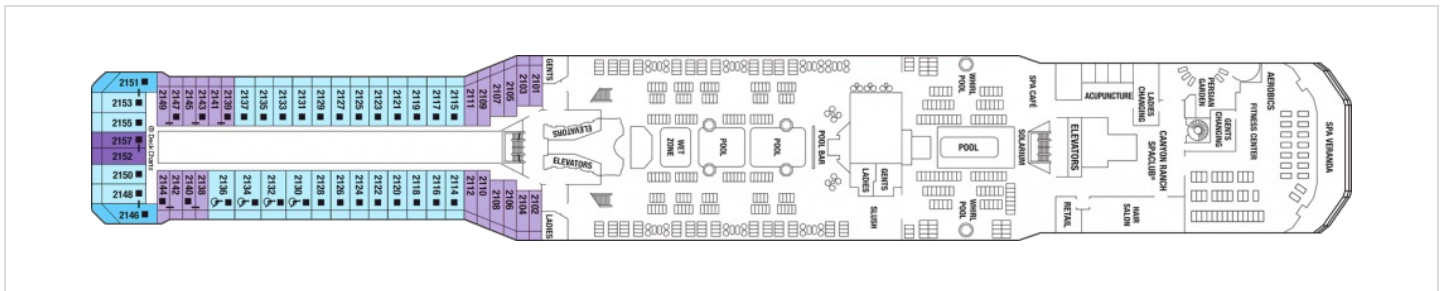 2151
2153
2155
2157
2152
2150
2148
2146
© Deck Charts
2149
2147
2145
2143
2141
2139
2137
2135
2133
2131
2129
2127
2125
2123
2121
2119
2117
2115
2111
2109
2107
2105
2103
2101
GENTS
2144
2142
2140
2138
2136
2134
2132
2130
2128
2126
2124
2122
2120
2118
2116
2114
2112
2110
2108
2106
2104
2102
LADIES
ELEVATORS
ELEVATORS
WET
ZONE
POOL
POOL
POOL BAR
LADIES
GENTS
SLUSH
WHIRL
POOL
POOL
WHIRL
POOL
SPA CAFÉ
SOLARIUM
ELEVATORS
ACUPUNCTURE
LADIES
CHANGING
CANYON RANCH
SPACLUB®
RETAIL
HAIR
SALON
PERSIAN
GARDEN
GENTS
CHANGING
FITNESS CENTER
AEROBICS
SPA VERANDA